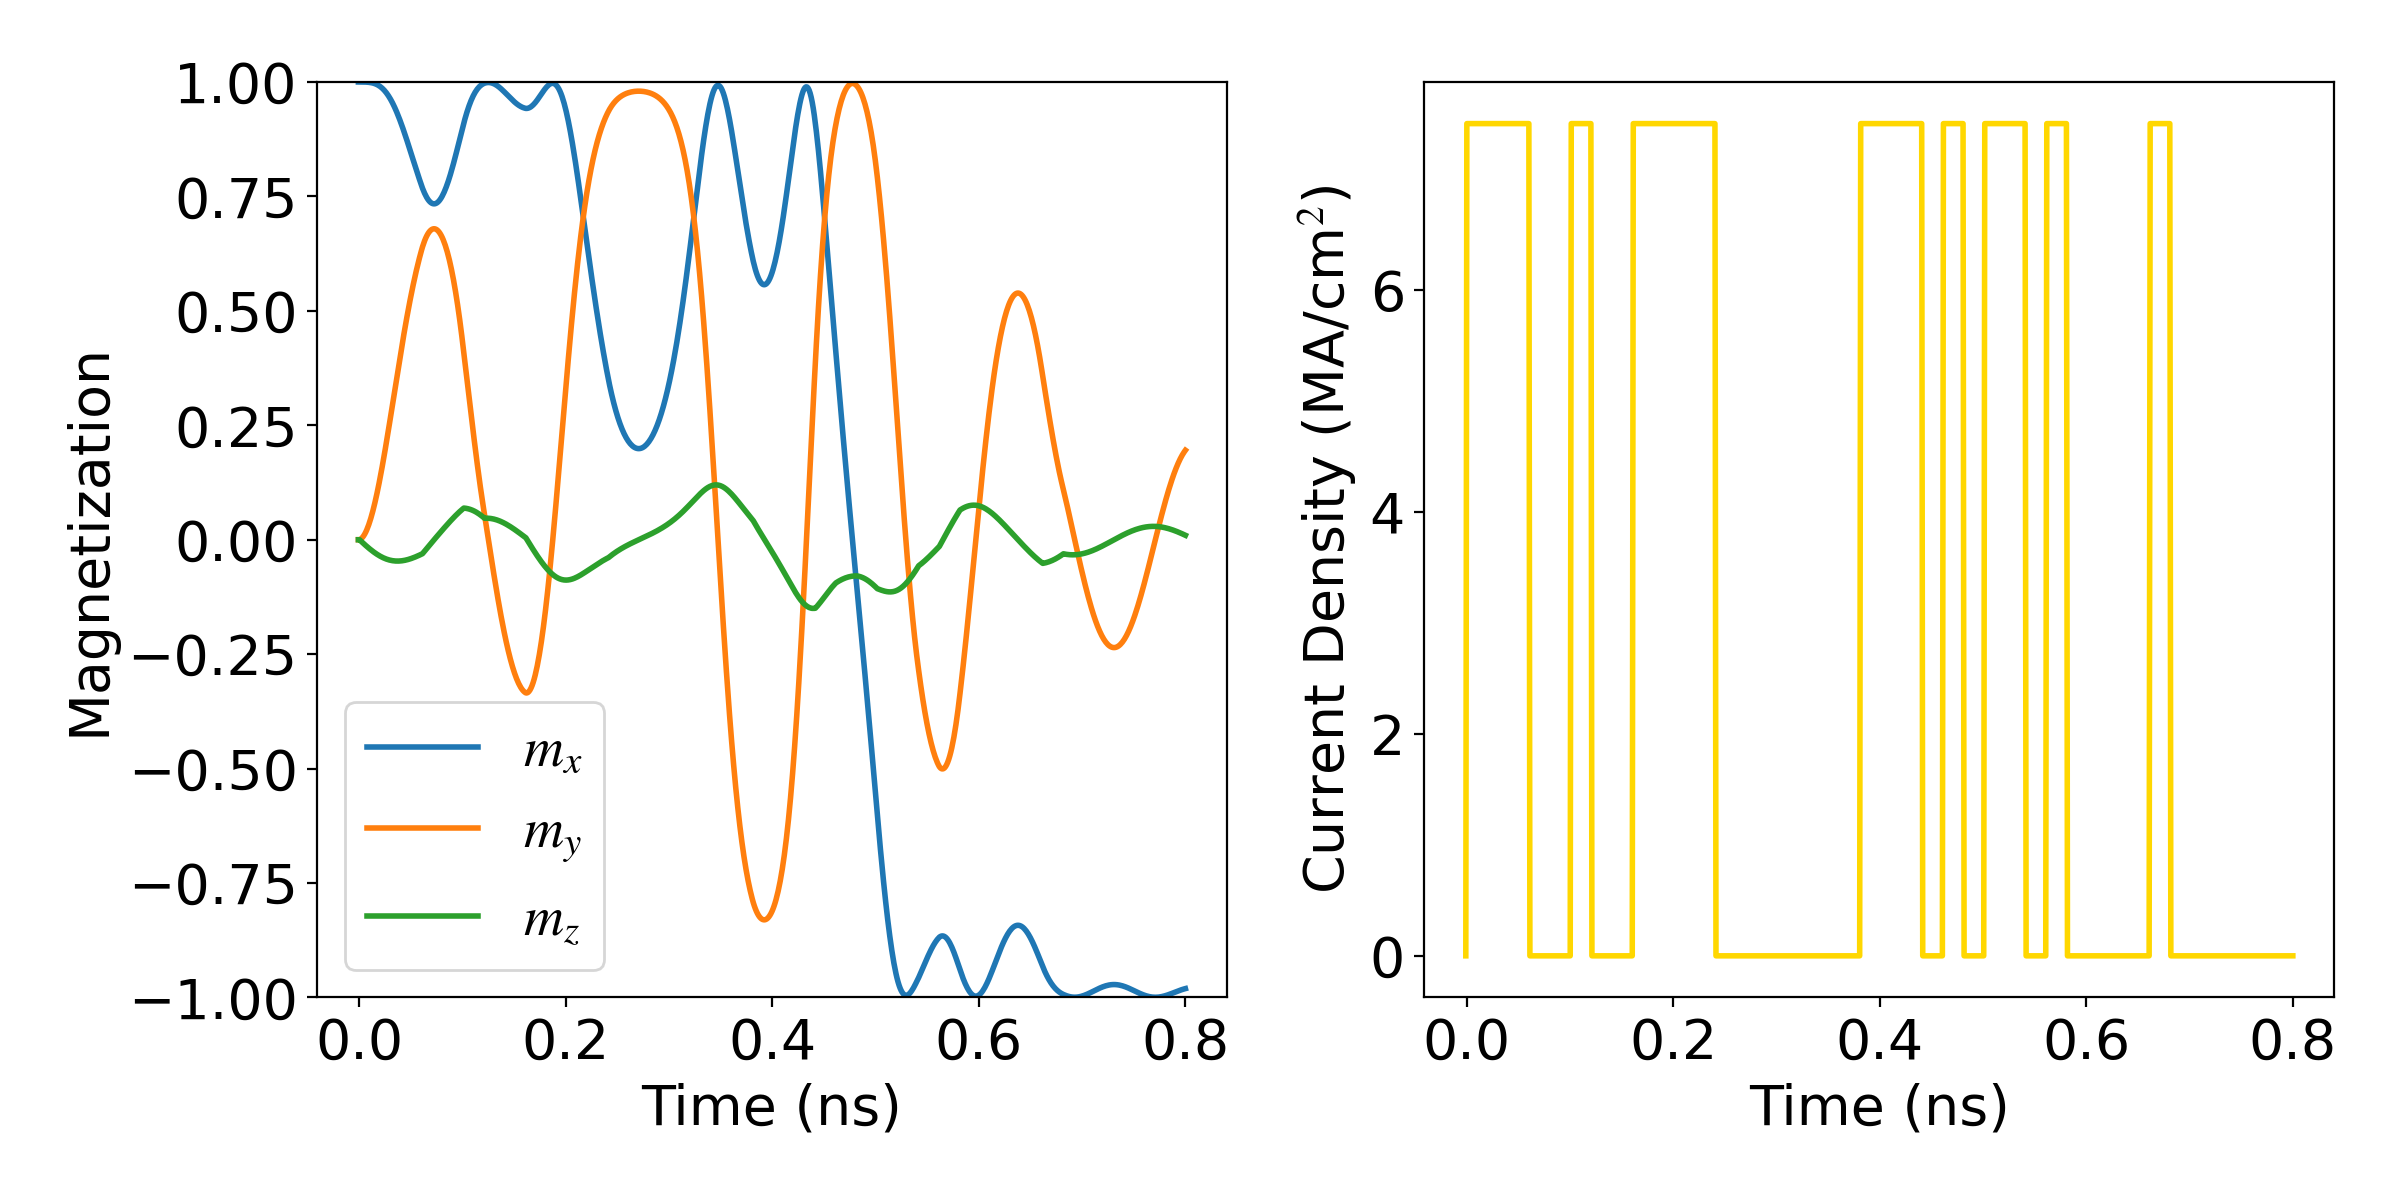 Magnetization
1.00
0.75
0.50
0.25
0.00
−0.25
−0.50
−0.75
−1.00
m_x
m_y
m_z
0.0 0.2 0.4 0.6 0.8
Time (ns)
Current Density (MA/cm²)
6
4
2
0
0.0 0.2 0.4 0.6 0.8
Time (ns)